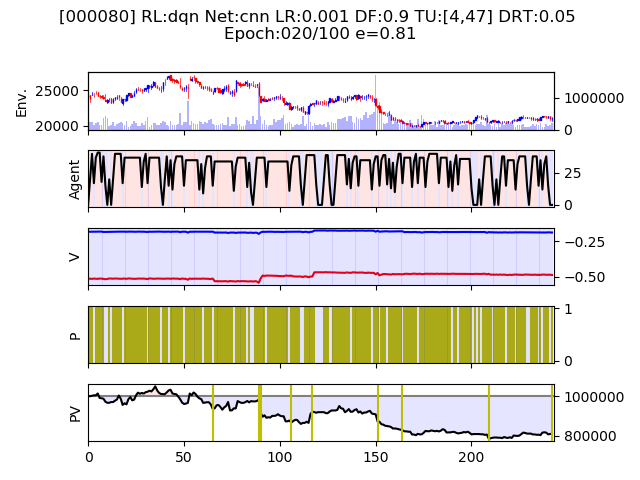 [000080] RL:dqn Net:cnn LR:0.001 DF:0.9 TU:[4,47] DRT:0.05
Epoch:020/100 e=0.81
Env.
25000
20000
1000000
0
Agent
25
0
V
−0.25
−0.50
P
1
0
PV
1000000
800000
0 50 100 150 200